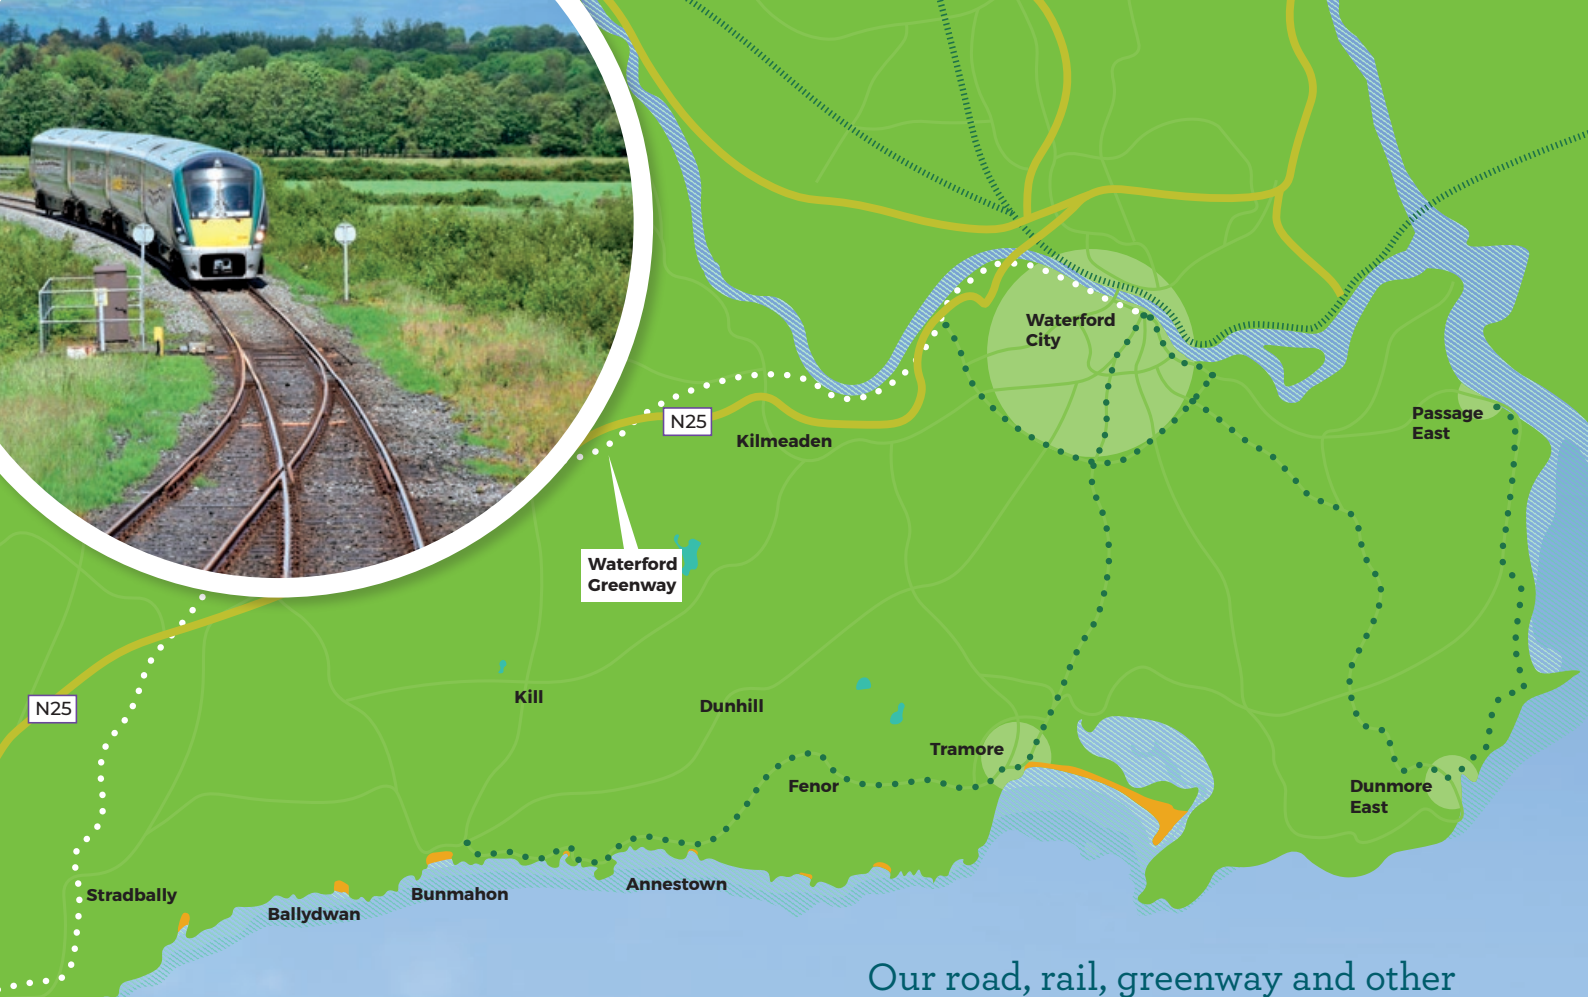 Waterford
City
Passage
East
N25
Kilmeaden
Waterford
Greenway
Kill
N25
Dunhill
Tramore
Fenor
Dunmore
East
Stradbally
Ballydwan
Bunmahon
Annestown
Our road, rail, greenway and other